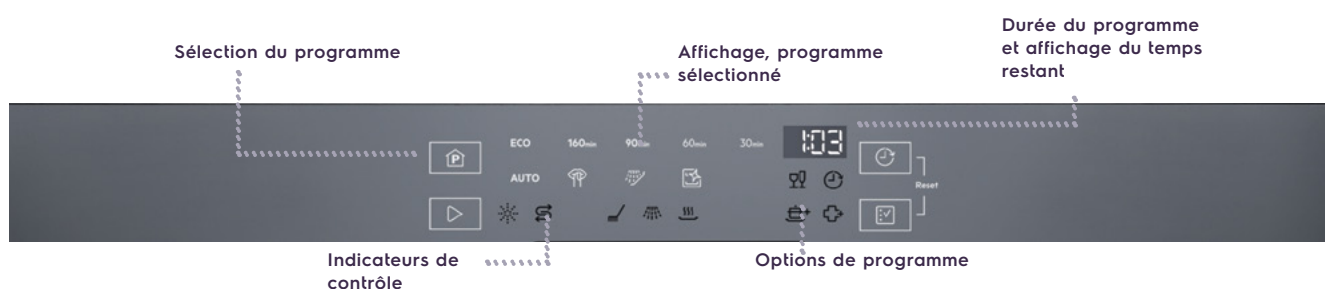 Durée du programme
et affichage du temps
restant
Sélection du programme
Affichage, programme
sélectionné
P
ECO 160min 90min 60min 30min 1:03
AUTO
Reset
Indicateurs de
contrôle
Options de programme